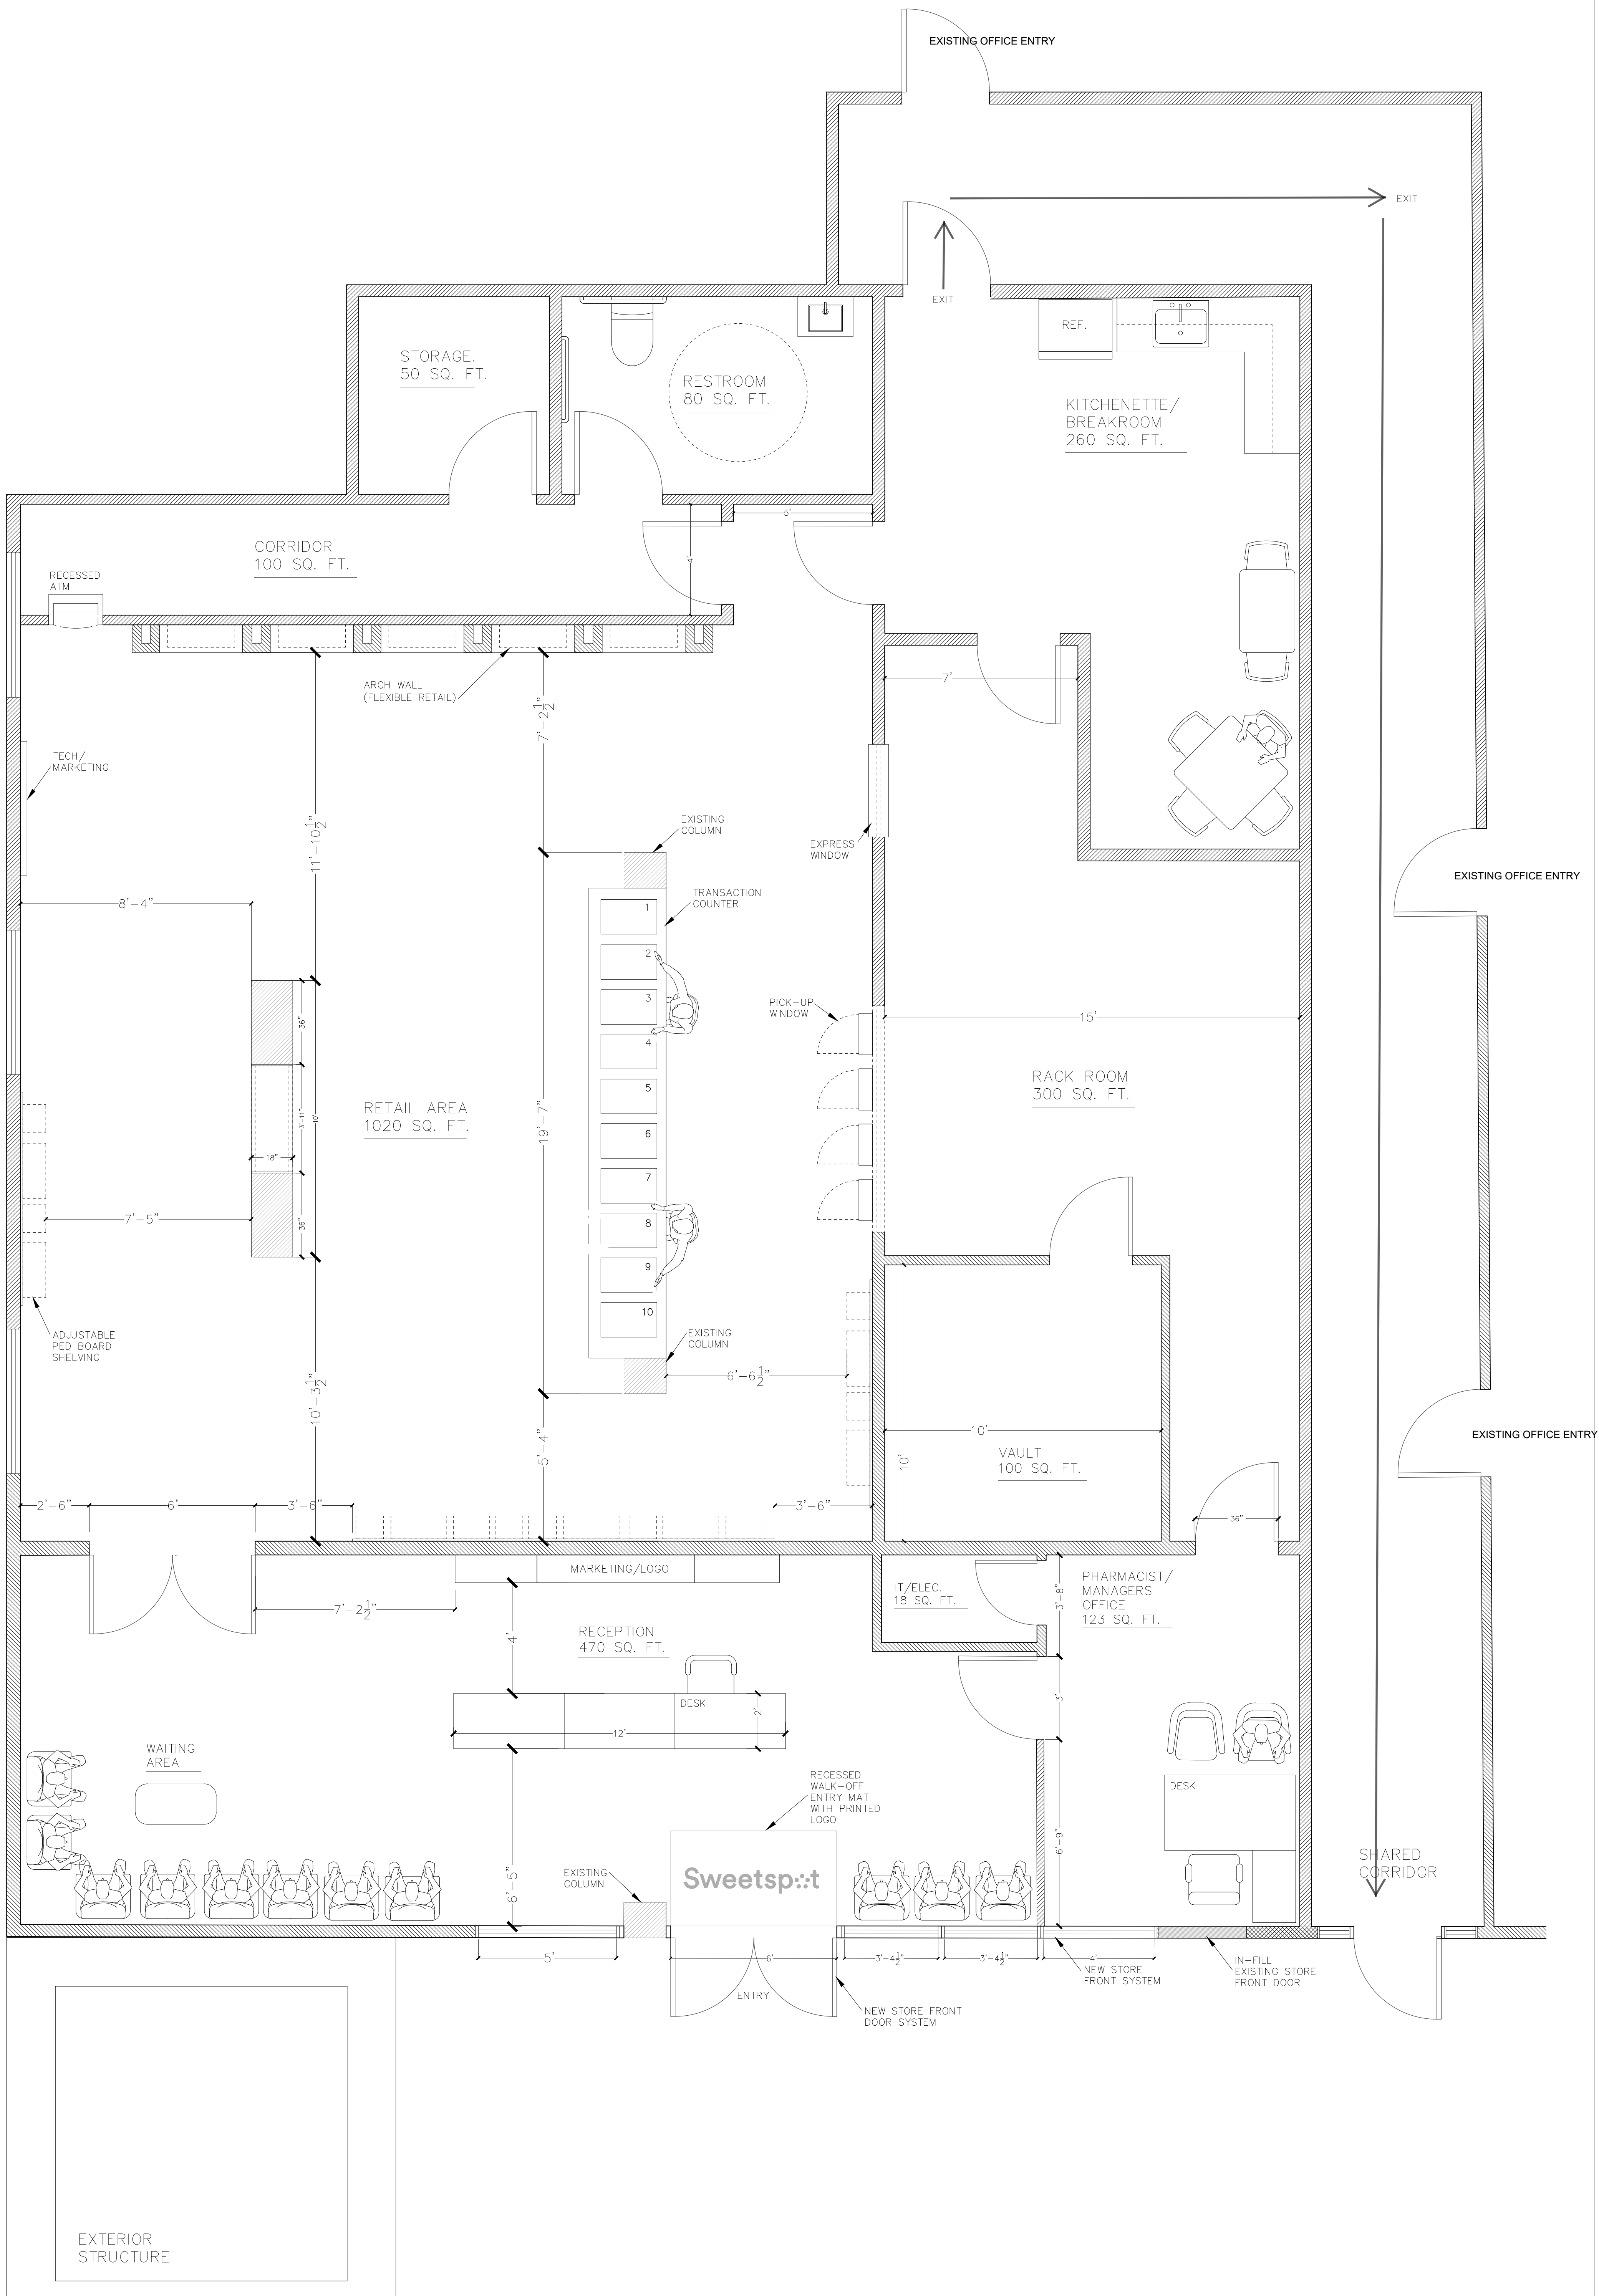 EXISTING OFFICE ENTRY
EXIT
EXIT
REF.
STORAGE.
50 SQ. FT.
RESTROOM
80 SQ. FT.
KITCHENETTE/
BREAKROOM
260 SQ. FT.
5'
CORRIDOR
100 SQ. FT.
4'
RECESSED
ATM
ARCH WALL
(FLEXIBLE RETAIL)
7'
7'-2 1/2"
TECH/
MARKETING
11'-10 1/2"
EXISTING
COLUMN
EXPRESS
WINDOW
EXISTING OFFICE ENTRY
TRANSACTION
COUNTER
8'-4"
1
2
3
4
5
6
7
8
9
10
PICK-UP
WINDOW
15'
36"
3'-11"
10'
18"
36"
RACK ROOM
300 SQ. FT.
RETAIL AREA
1020 SQ. FT.
19'-7"
7'-5"
ADJUSTABLE
PED BOARD
SHELVING
EXISTING
COLUMN
6'-6 1/2"
10'-3 1/2"
5'-4"
10'
10'
VAULT
100 SQ. FT.
EXISTING OFFICE ENTRY
2'-6"
6'
3'-6"
3'-6"
36"
MARKETING/LOGO
IT/ELEC.
18 SQ. FT.
PHARMACIST/
MANAGERS
OFFICE
123 SQ. FT.
3'-8"
7'-2 1/2"
4'
RECEPTION
470 SQ. FT.
DESK
2'
12'
3'
WAITING
AREA
RECESSED
WALK-OFF
ENTRY MAT
WITH PRINTED
LOGO
DESK
6'-9"
SHARED
CORRIDOR
EXISTING
COLUMN
6'-5"
Sweetspot
5'
6'
3'-4 1/2"
3'-4 1/2"
4'
NEW STORE
FRONT SYSTEM
IN-FILL
EXISTING STORE
FRONT DOOR
ENTRY
NEW STORE FRONT
DOOR SYSTEM
EXTERIOR
STRUCTURE